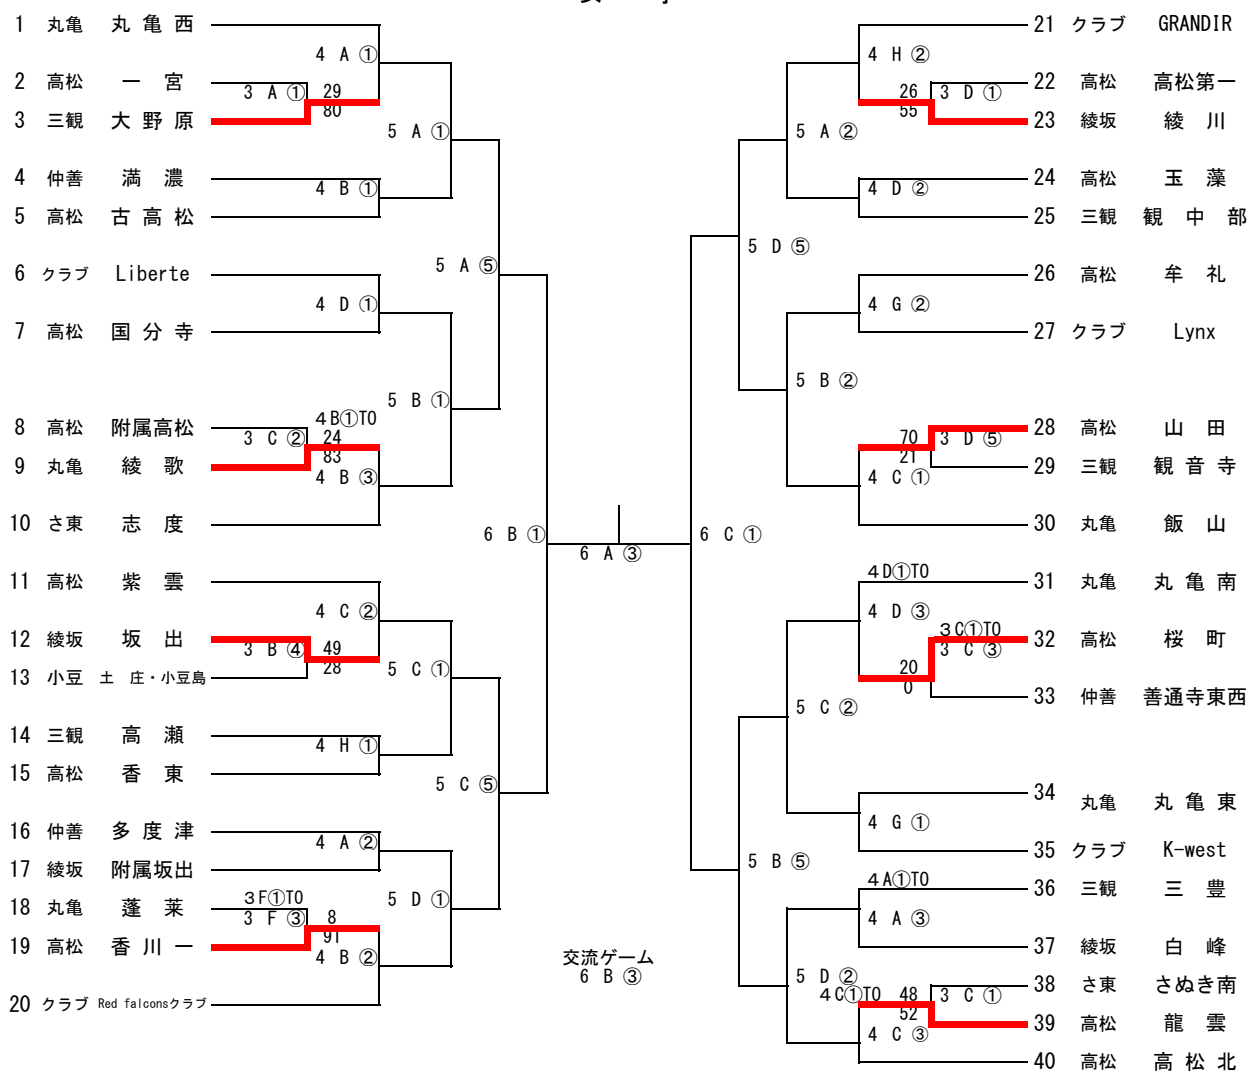 1 丸亀 丸 亀 西
4 A ①
2 高松 一 宮
3 A ① 29
80
3 三観 大 野 原
5 A ①
4 仲善 満 濃
4 B ①
5 高松 古 高 松
5 A ⑤
6 クラブ Liberte
4 D ①
7 高松 国 分 寺
5 B ①
4B①TO
8 高松 附属高松
3 C ② 24
83
9 丸亀 綾 歌
4 B ③
10 さ東 志 度
6 B ①
11 高松 紫 雲
4 C ②
12 綾坂 坂 出
3 B ④ 49
28
5 C ①
13 小豆 土 庄・小豆島
14 三観 高 瀬
4 H ①
15 高松 香 東
5 C ⑤
16 仲善 多 度 津
4 A ②
17 綾坂 附属坂出
5 D ①
3F①TO
18 丸亀 蓬 莱
3 F ③ 8
91
19 高松 香 川 一
4 B ②
20 クラブ Red falconsクラブ
6 A ③
交流ゲーム
6 B ③
21 クラブ GRANDIR
4 H ②
22 高松 高松第一
26 3 D ①
55
23 綾坂 綾 川
5 A ②
24 高松 玉 藻
4 D ②
25 三観 観 中 部
5 D ⑤
26 高松 牟 礼
4 G ②
27 クラブ Lynx
5 B ②
28 高松 山 田
70 3 D ⑤
21
29 三観 観 音 寺
4 C ①
30 丸亀 飯 山
6 C ①
4D①TO
31 丸亀 丸 亀 南
4 D ③
3C①TO
32 高松 桜 町
3 C ③
20
0
33 仲善 善通寺東西
5 C ②
34 丸亀 丸 亀 東
4 G ①
35 クラブ K-west
5 B ⑤
4A①TO
36 三観 三 豊
4 A ③
37 綾坂 白 峰
5 D ②
38 さ東 さぬき南
4C①TO 48 3 C ①
52
39 高松 龍 雲
4 C ③
40 高松 高 松 北